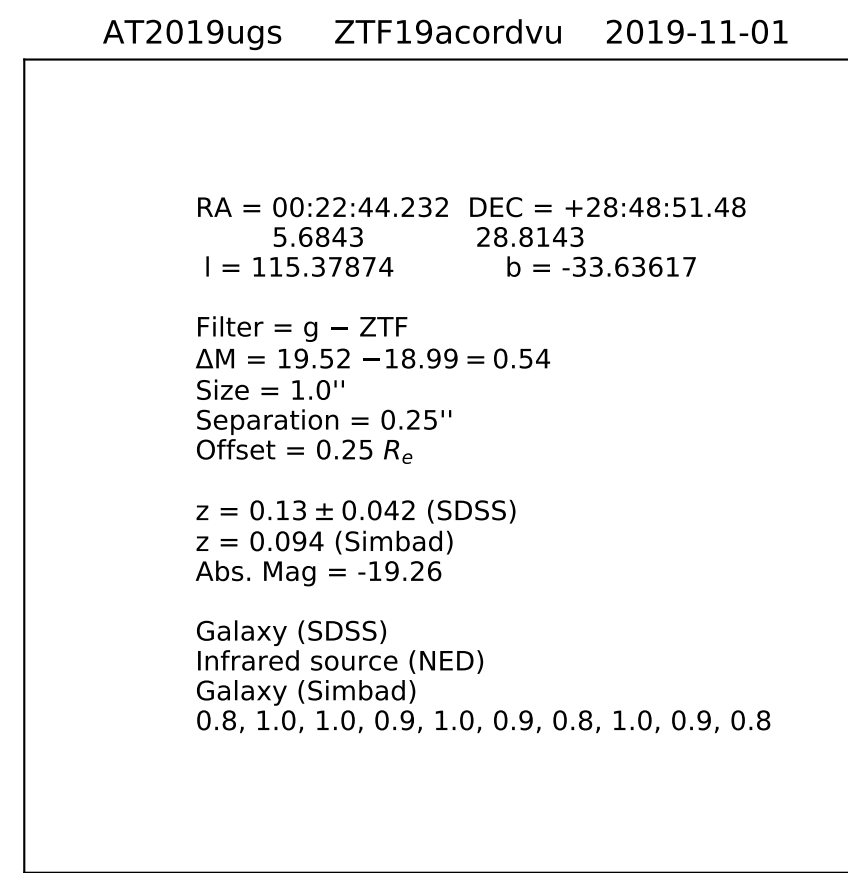 AT2019ugs ZTF19acordvu 2019-11-01
RA = 00:22:44.232 DEC = +28:48:51.48
5.6843 28.8143
l = 115.37874 b = -33.63617
Filter = g − ZTF
ΔM = 19.52 −18.99 = 0.54
Size = 1.0''
Separation = 0.25''
Offset = 0.25 Rₑ
z = 0.13 ± 0.042 (SDSS)
z = 0.094 (Simbad)
Abs. Mag = -19.26
Galaxy (SDSS)
Infrared source (NED)
Galaxy (Simbad)
0.8, 1.0, 1.0, 0.9, 1.0, 0.9, 0.8, 1.0, 0.9, 0.8